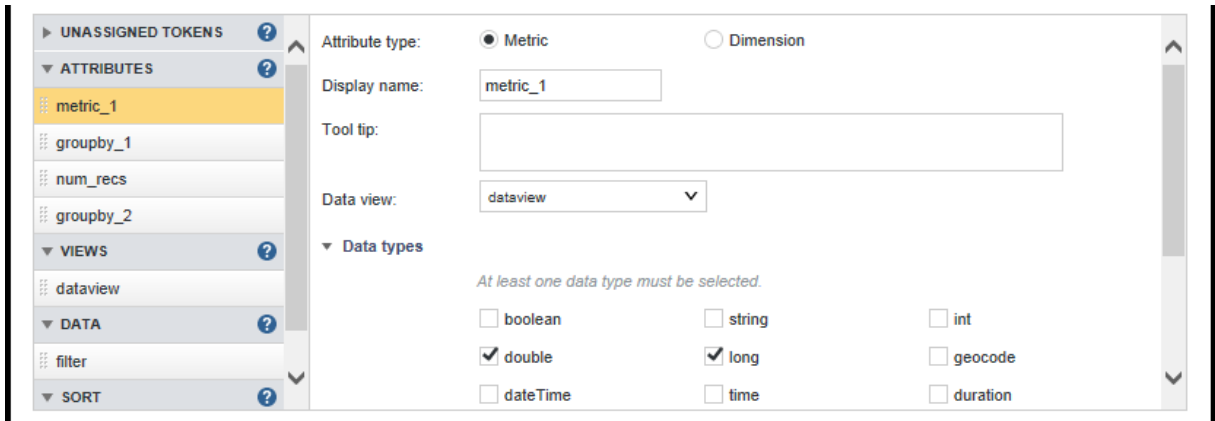 UNASSIGNED TOKENS
ATTRIBUTES
metric_1
groupby_1
num_recs
groupby_2
VIEWS
dataview
DATA
filter
SORT
Attribute type: Metric Dimension
Display name: metric_1
Tool tip:
Data view: dataview
Data types
At least one data type must be selected.
boolean string int
double long geocode
dateTime time duration